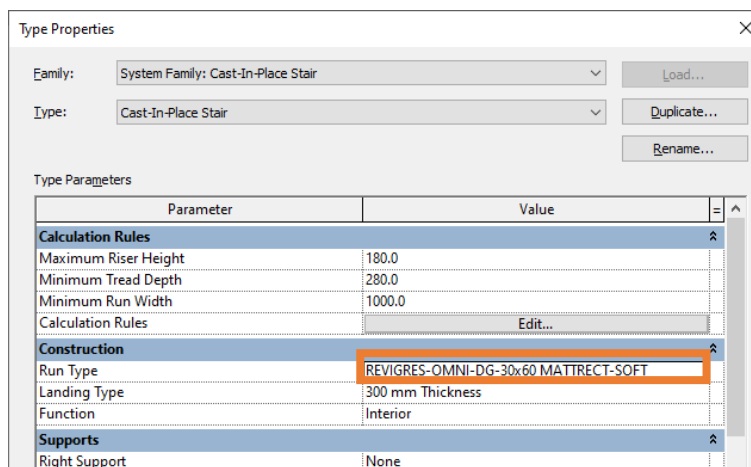 Type Properties
Family: System Family: Cast-In-Place Stair Load...
Type: Cast-In-Place Stair Duplicate...
Rename...
Type Parameters
Parameter Value =
Calculation Rules
Maximum Riser Height 180.0
Minimum Tread Depth 280.0
Minimum Run Width 1000.0
Calculation Rules Edit...
Construction
Run Type REVIGRES-OMNI-DG-30x60 MATTRECT-SOFT
Landing Type 300 mm Thickness
Function Interior
Supports
Right Support None